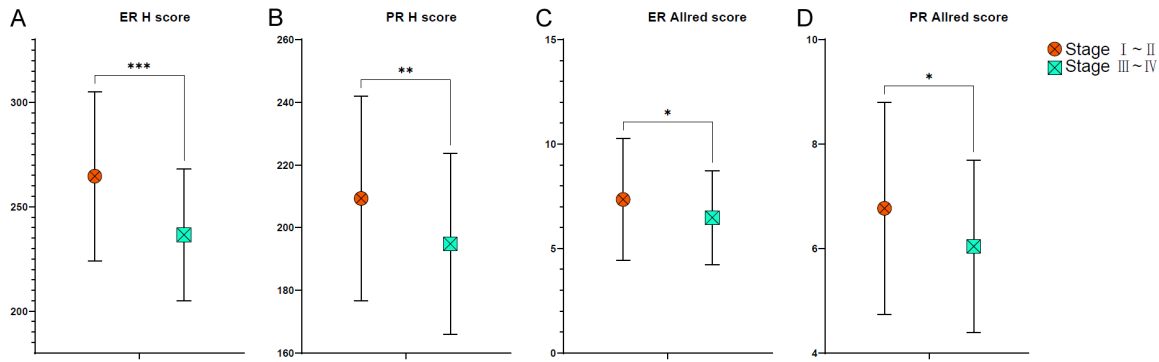 A
ER H score
300
250
200
***
B
PR H score
260
240
220
200
180
160
**
C
ER Allred score
15
10
5
0
*
D
PR Allred score
10
8
6
4
*
Stage Ⅰ~Ⅱ
Stage Ⅲ~Ⅳ